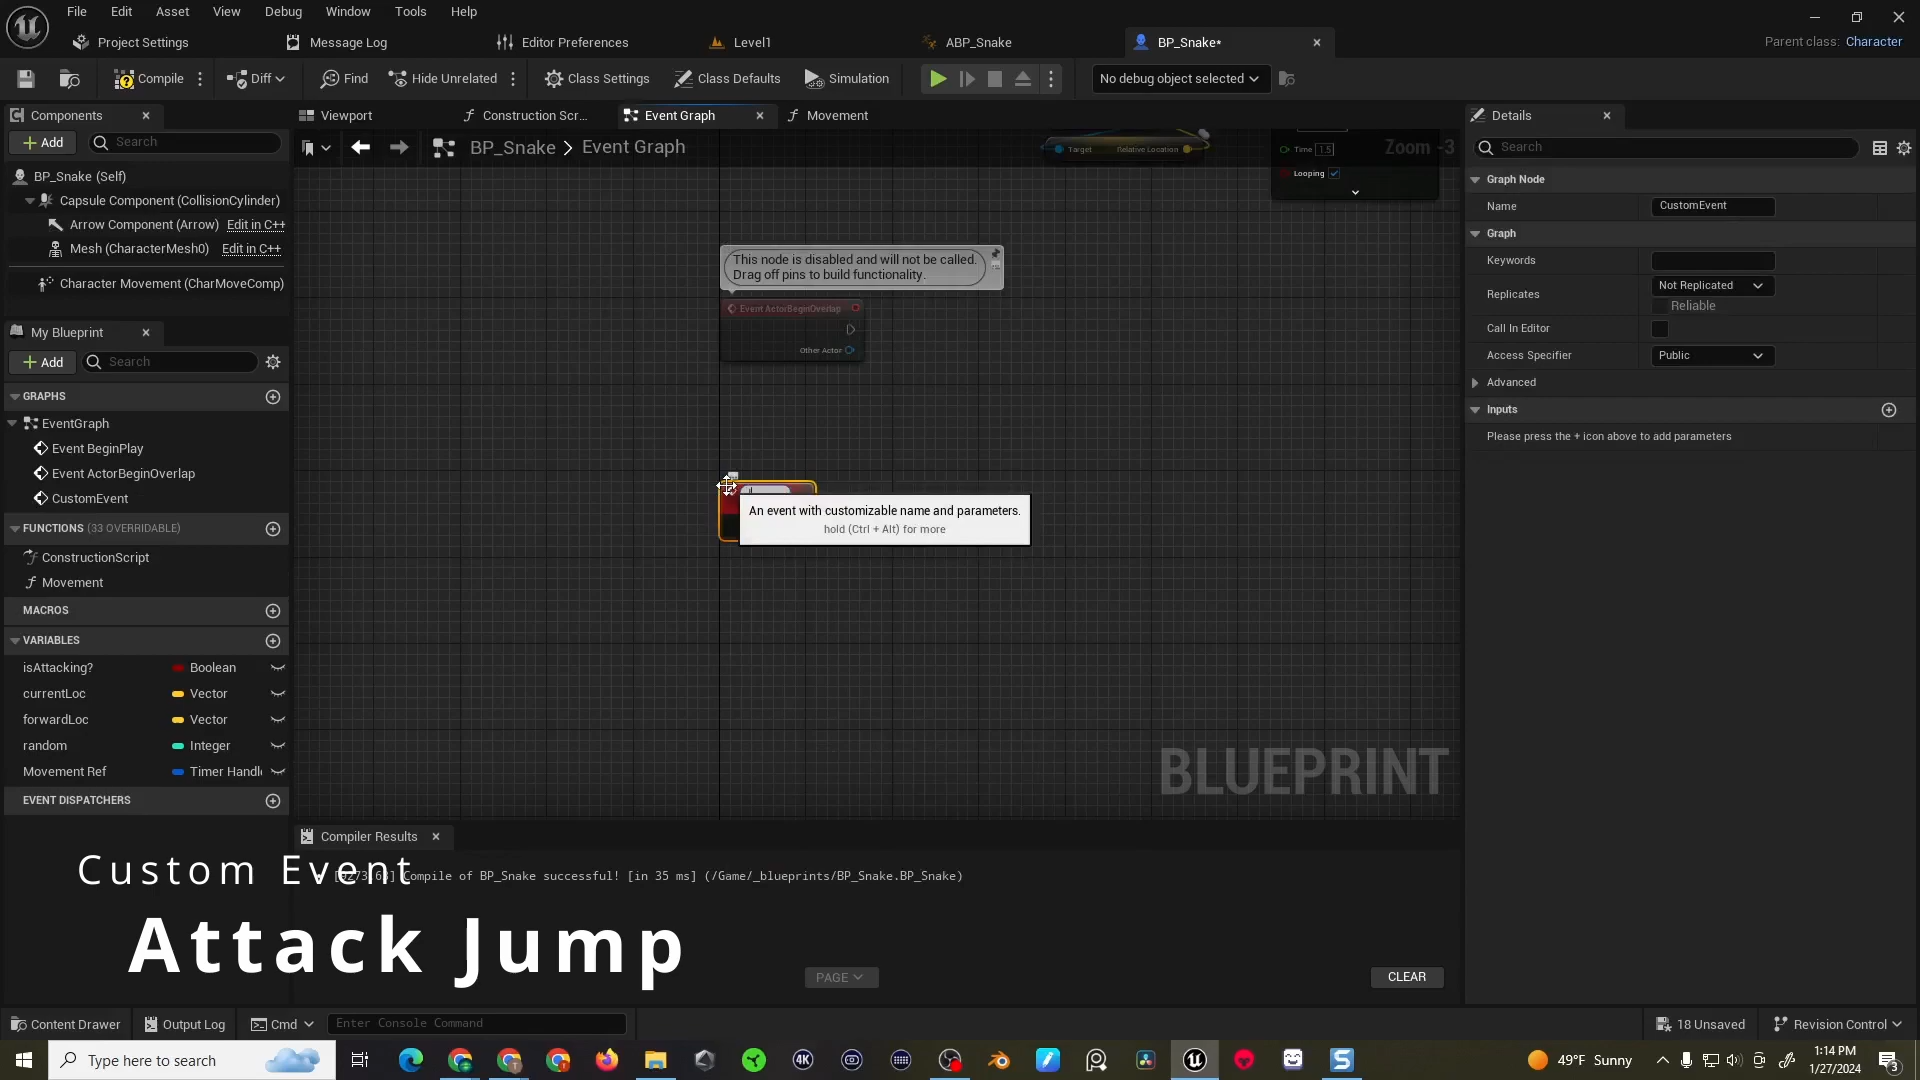 File Edit Asset View Debug Window Tools Help
Project Settings Message Log Editor Preferences Level1 ABP_Snake BP_Snake* Parent class: Character
Compile Diff Find Hide Unrelated Class Settings Class Defaults Simulation No debug object selected
Components
Add Search
BP_Snake (Self)
Capsule Component (CollisionCylinder)
Arrow Component (Arrow) Edit in C++
Mesh (CharacterMesh0) Edit in C++
Character Movement (CharMoveComp)
My Blueprint
Add Search
GRAPHS
EventGraph
Event BeginPlay
Event ActorBeginOverlap
CustomEvent
FUNCTIONS (33 OVERRIDABLE)
ConstructionScript
Movement
MACROS
VARIABLES
isAttacking? Boolean
currentLoc Vector
forwardLoc Vector
random Integer
Movement Ref Timer Handl
EVENT DISPATCHERS
Viewport Construction Scr... Event Graph Movement
BP_Snake > Event Graph
Target Relative Location
Time 1.5
Looping
Zoom -3
This node is disabled and will not be called.
Drag off pins to build functionality.
Event ActorBeginOverlap
Other Actor
An event with customizable name and parameters.
hold (Ctrl + Alt) for more
BLUEPRINT
Details
Search
Graph Node
Name CustomEvent
Graph
Keywords
Replicates Not Replicated
Reliable
Call In Editor
Access Specifier Public
Advanced
Inputs
Please press the + icon above to add parameters
Compiler Results
Compile of BP_Snake successful! [in 35 ms] (/Game/_blueprints/BP_Snake.BP_Snake)
Custom Event
Attack Jump
PAGE
CLEAR
Content Drawer Output Log Cmd Enter Console Command 18 Unsaved Revision Control
Type here to search 4K 49°F Sunny 1:14 PM
1/27/2024 3